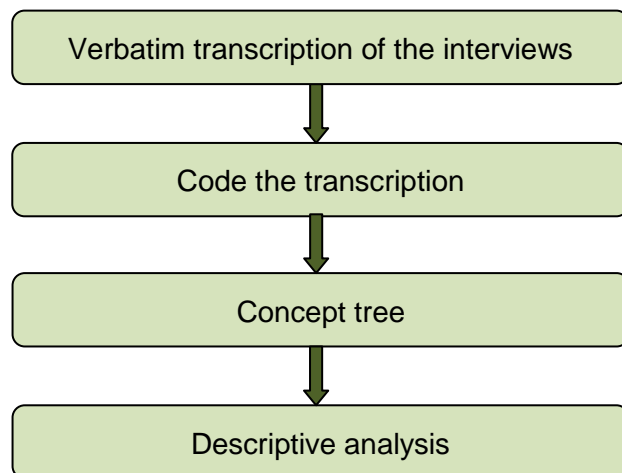 Verbatim transcription of the interviews
Code the transcription
Concept tree
Descriptive analysis